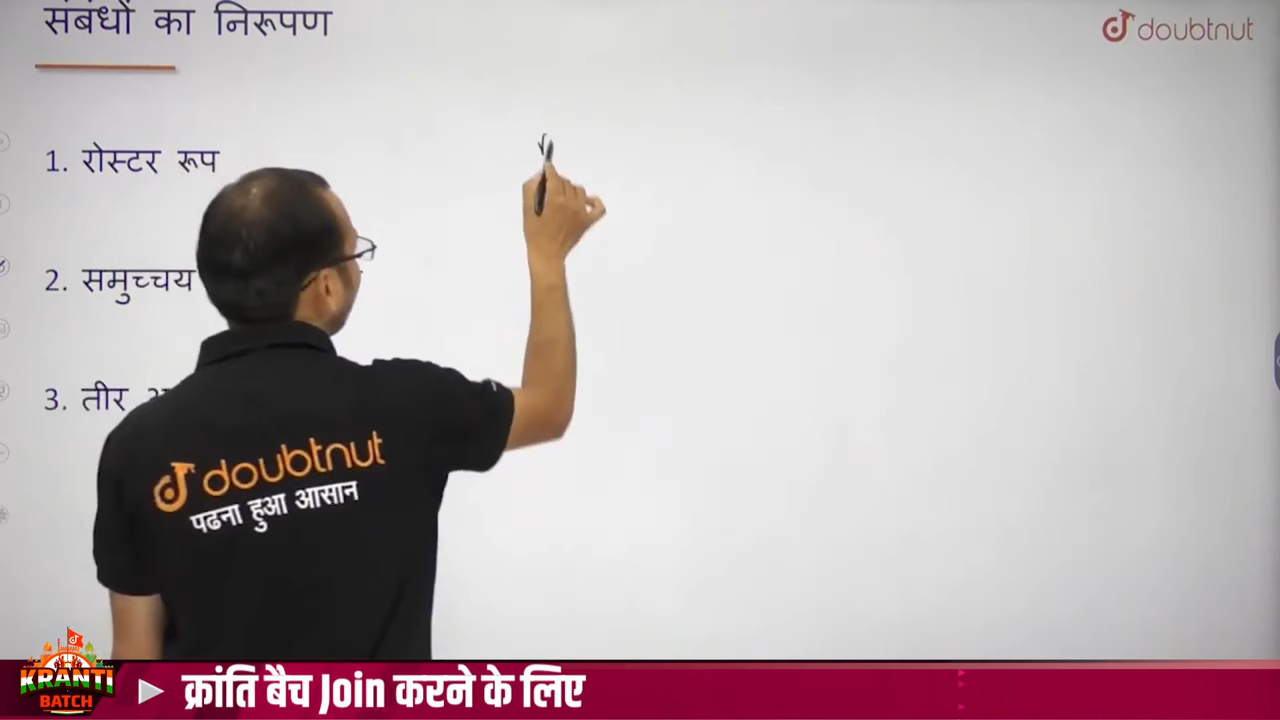 संबंधों का निरूपण
doubtnut
1. रोस्टर रूप
2. समुच्चय
3. तीर
doubtnut
पढना हुआ आसान
KRANTI
BATCH
क्रांति बैच Join करने के लिए